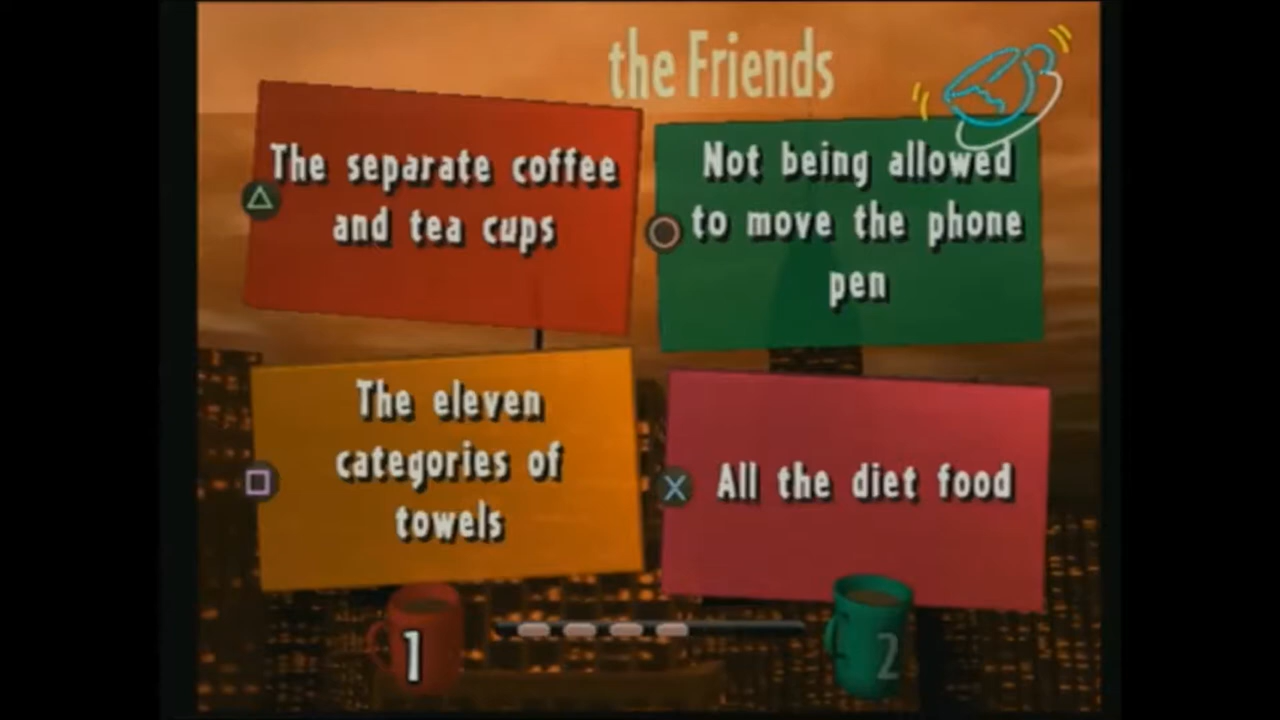 the Friends
The separate coffee
and tea cups
Not being allowed
to move the phone
pen
The eleven
categories of
towels
All the diet food
1
2